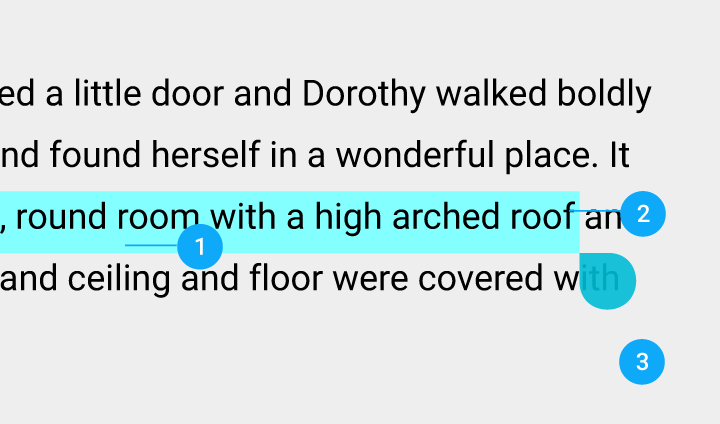 ed a little door and Dorothy walked boldly
nd found herself in a wonderful place. It
, round room with a high arched roof an
2
1
and ceiling and floor were covered with
3